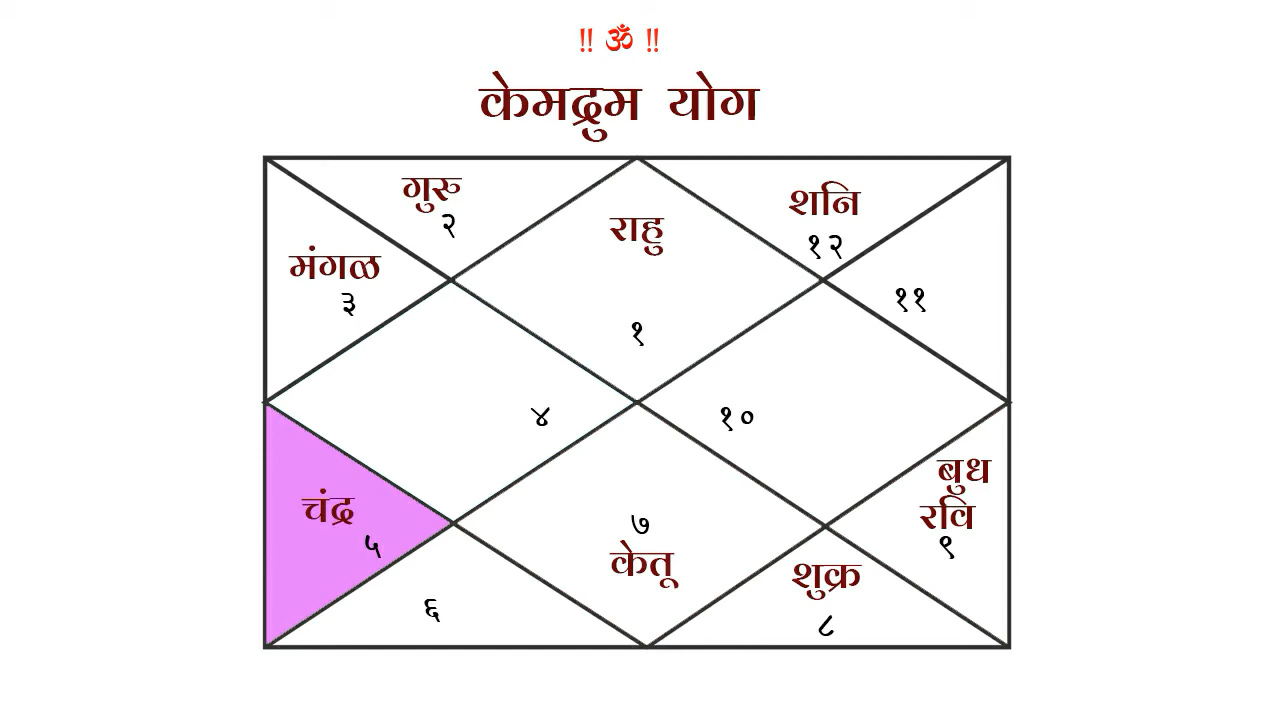 !! ॐ !!
केमद्रुम योग
गुरु
२
शनि
१२
राहु
मंगळ
३
११
१
४
१०
बुध
रवि
९
चंद्र
५
७
केतू
शुक्र
८
६